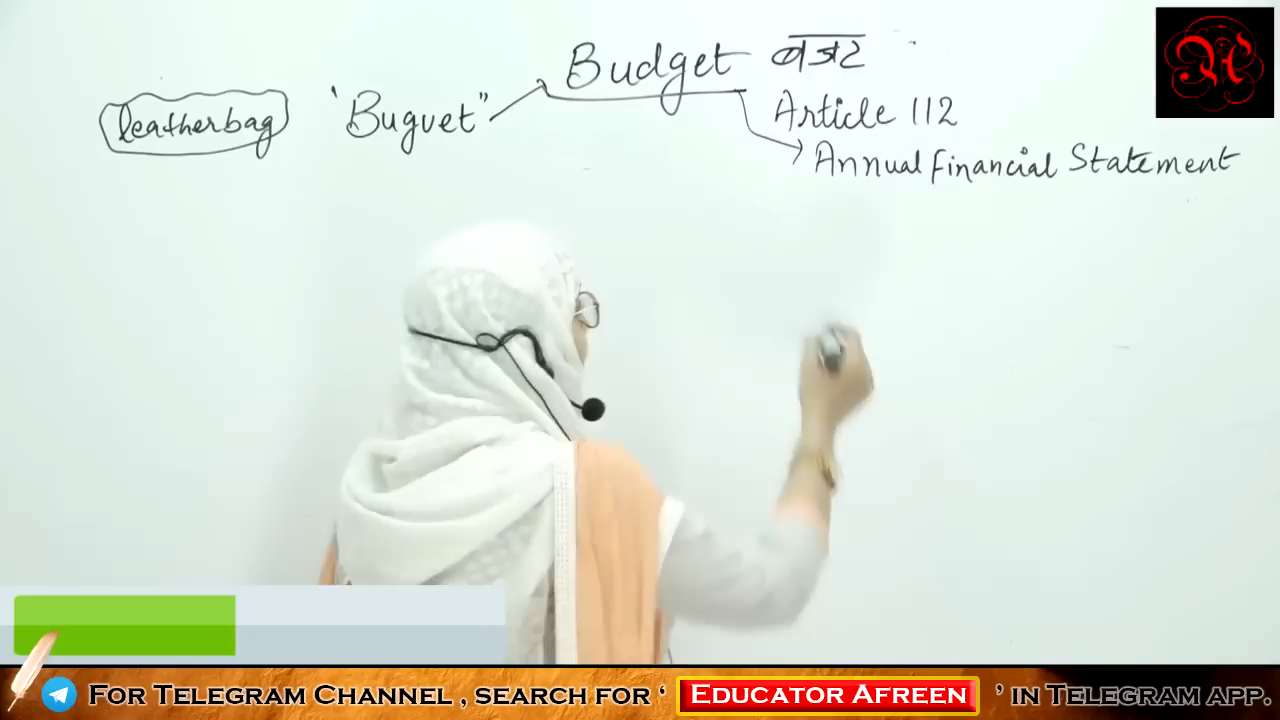 Budget बजट
leatherbag 'Buguet"
Article 112
Annual Financial Statement
For Telegram Channel , search for ' Educator Afreen ' in Telegram app.